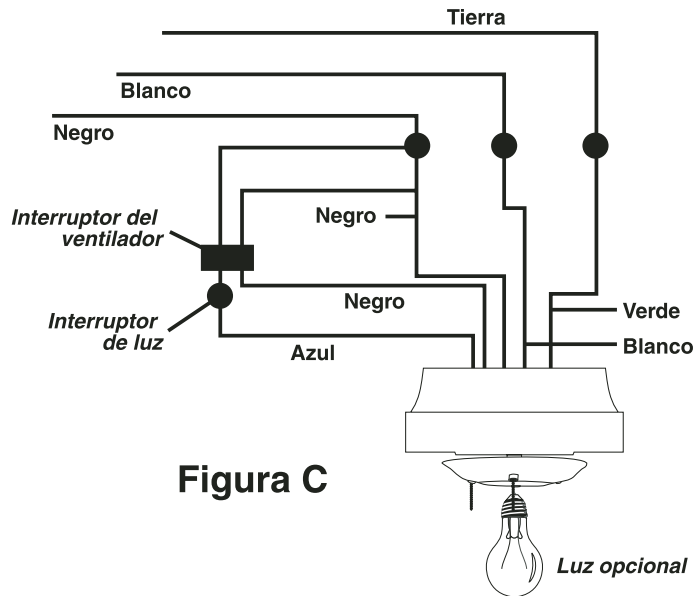 Tierra
Blanco
Negro
Interruptor del
ventilador
Negro
Negro
Interruptor
de luz
Azul
Verde
Blanco
Figura C
Luz opcional